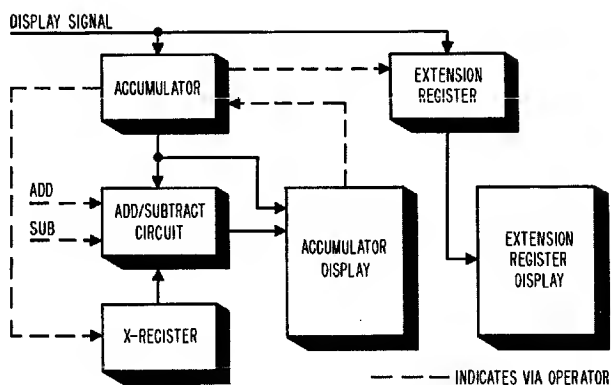 DISPLAY SIGNAL
ACCUMULATOR
EXTENSION
REGISTER
ADD
SUB
ADD/SUBTRACT
CIRCUIT
ACCUMULATOR
DISPLAY
EXTENSION
REGISTER
DISPLAY
X-REGISTER
INDICATES VIA OPERATOR